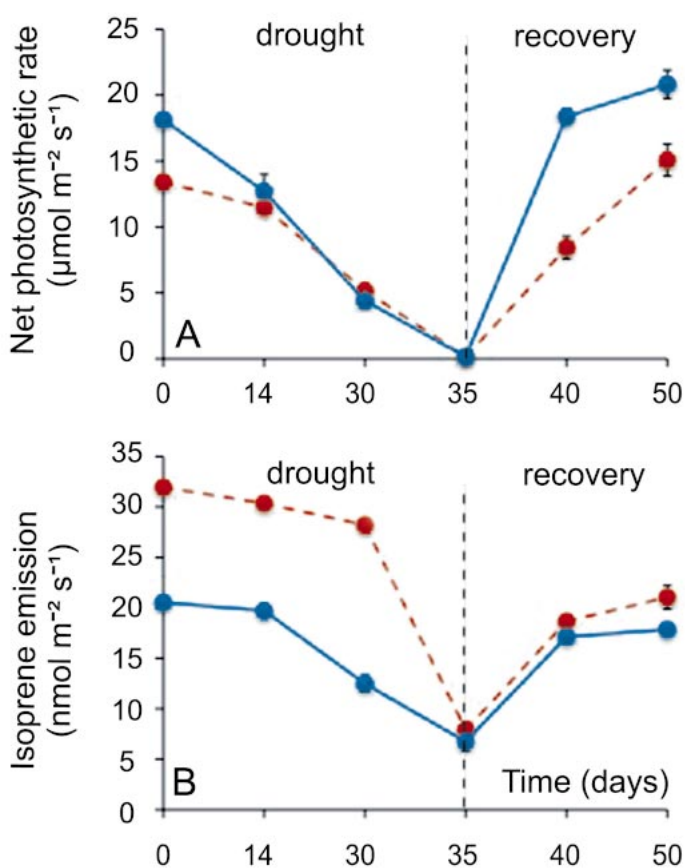 25
drought
recovery
20
15
10
5
0
Net photosynthetic rate
(µmol m⁻² s⁻¹)
A
0 14 30 35 40 50
35
drought
recovery
30
25
20
15
10
5
0
Isoprene emission
(nmol m⁻² s⁻¹)
B
Time (days)
0 14 30 35 40 50